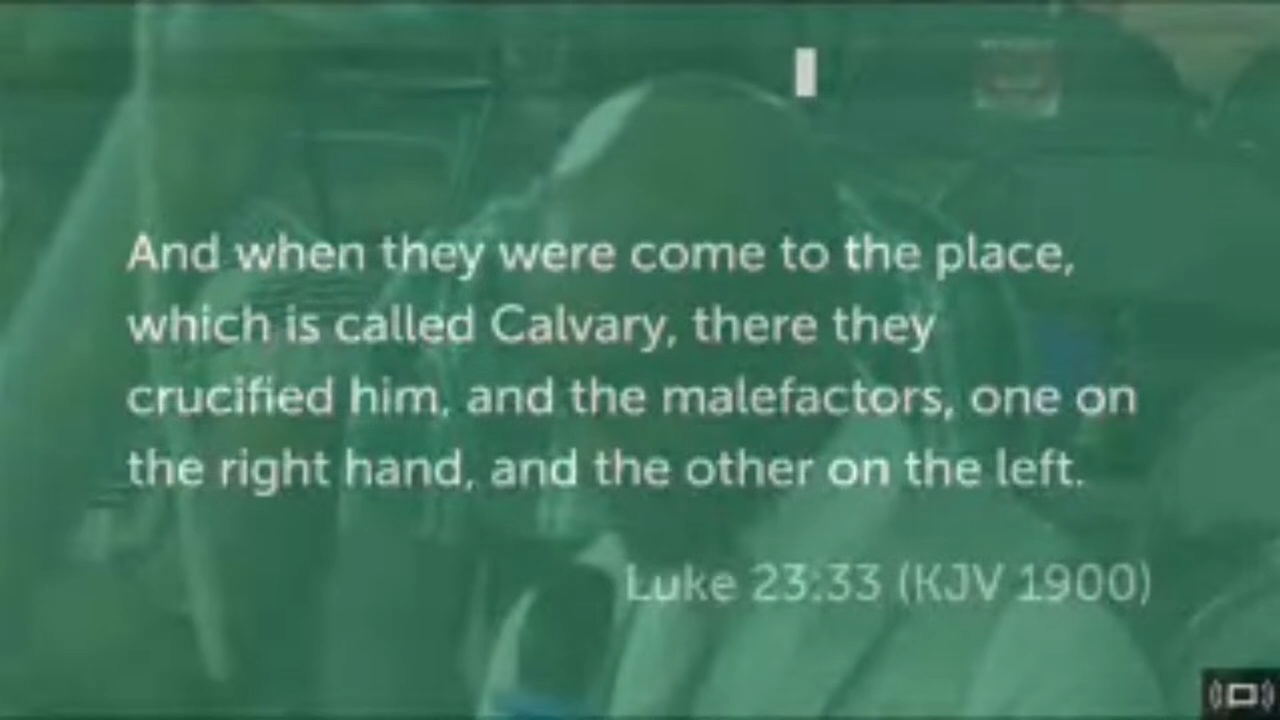 And when they were come to the place,
which is called Calvary, there they
crucified him, and the malefactors, one on
the right hand, and the other on the left.
Luke 23:33 (KJV 1900)